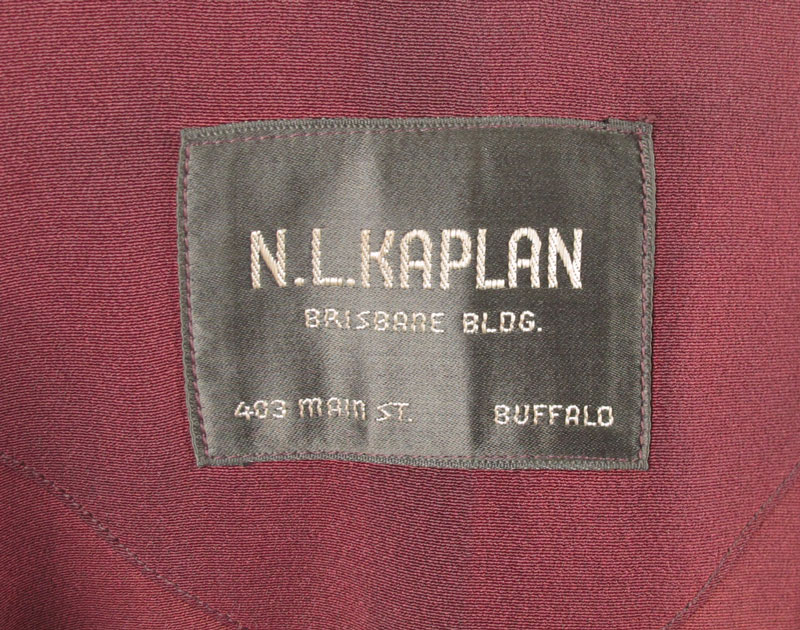 N.L.KAPLAN
BRISBANE BLDG.
403 MAIN ST. BUFFALO